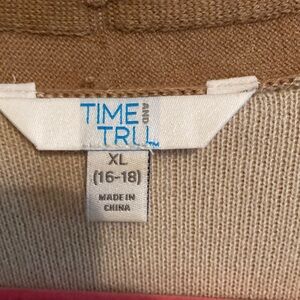 TIME AND
TRU
XL
(16-18)
MADE IN
CHINA